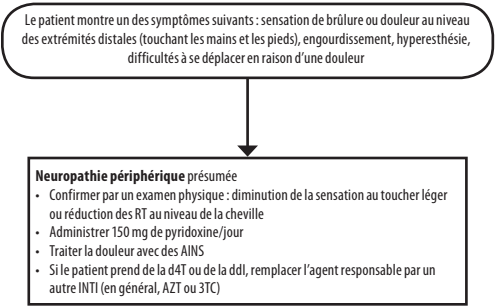 Le patient montre un des symptômes suivants : sensation de brûlure ou douleur au niveau
des extrémités distales (touchant les mains et les pieds), engourdissement, hyperesthésie,
difficultés à se déplacer en raison d’une douleur
Neuropathie périphérique présumée
• Confirmer par un examen physique : diminution de la sensation au toucher léger
ou réduction des RT au niveau de la cheville
• Administrer 150 mg de pyridoxine/jour
• Traiter la douleur avec des AINS
• Si le patient prend de la d4T ou de la ddI, remplacer l’agent responsable par un
autre INTI (en général, AZT ou 3TC)